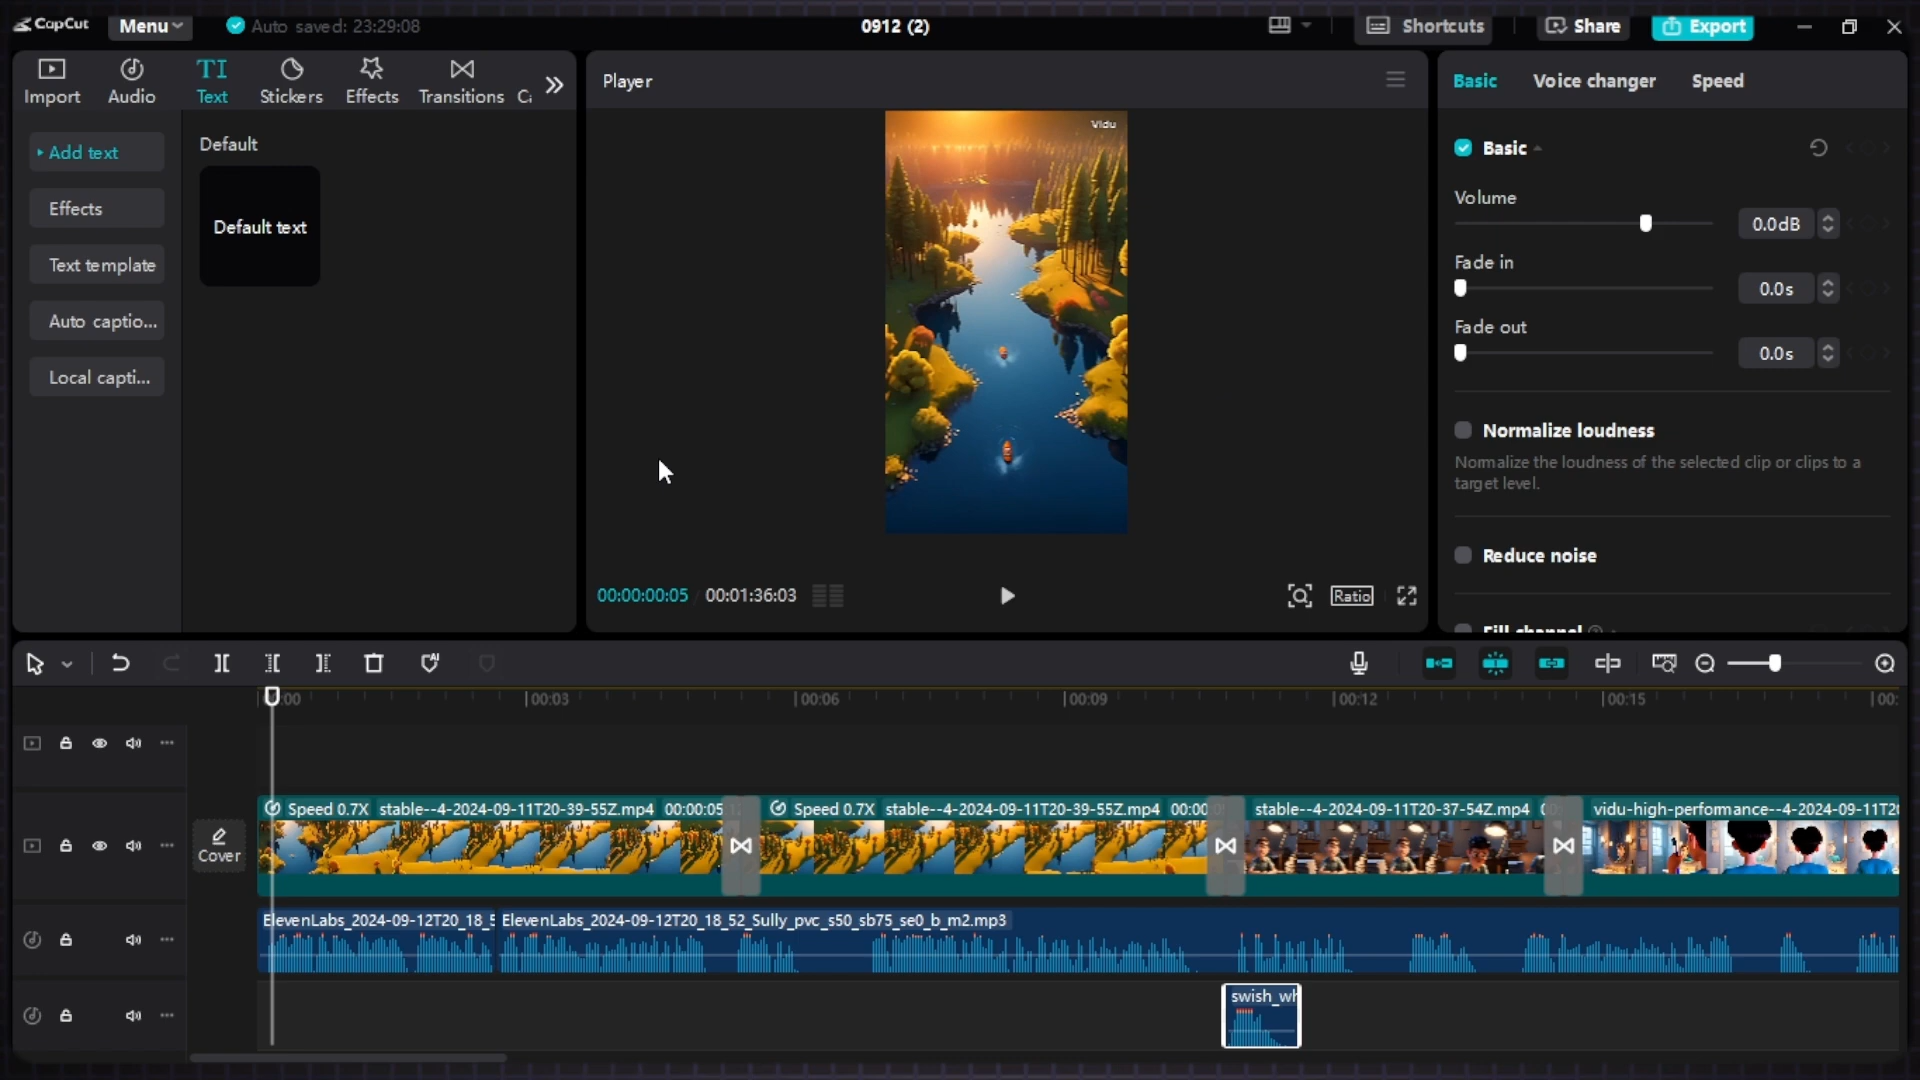 CapCut
Menu
Auto saved: 23:29:08
0912 (2)
Shortcuts
Share
Export
Import
Audio
Text
Stickers
Effects
Transitions
Add text
Effects
Text template
Auto captio...
Local capti...
Default
Default text
Player
Vidu
00:00:00:05
00:01:36:03
Ratio
Basic
Voice changer
Speed
Basic
Volume
0.0dB
Fade in
0.0s
Fade out
0.0s
Normalize loudness
Normalize the loudness of the selected clip or clips to a
target level.
Reduce noise
Fill channel
00:03
00:06
00:09
00:12
00:15
00:
Cover
Speed 0.7X stable--4-2024-09-11T20-39-55Z.mp4 00:00:05
Speed 0.7X stable--4-2024-09-11T20-39-55Z.mp4 00:00
stable--4-2024-09-11T20-37-54Z.mp4
vidu-high-performance--4-2024-09-11T20
ElevenLabs_2024-09-12T20_18_5
ElevenLabs_2024-09-12T20_18_52_Sully_pvc_s50_sb75_se0_b_m2.mp3
swish_wh